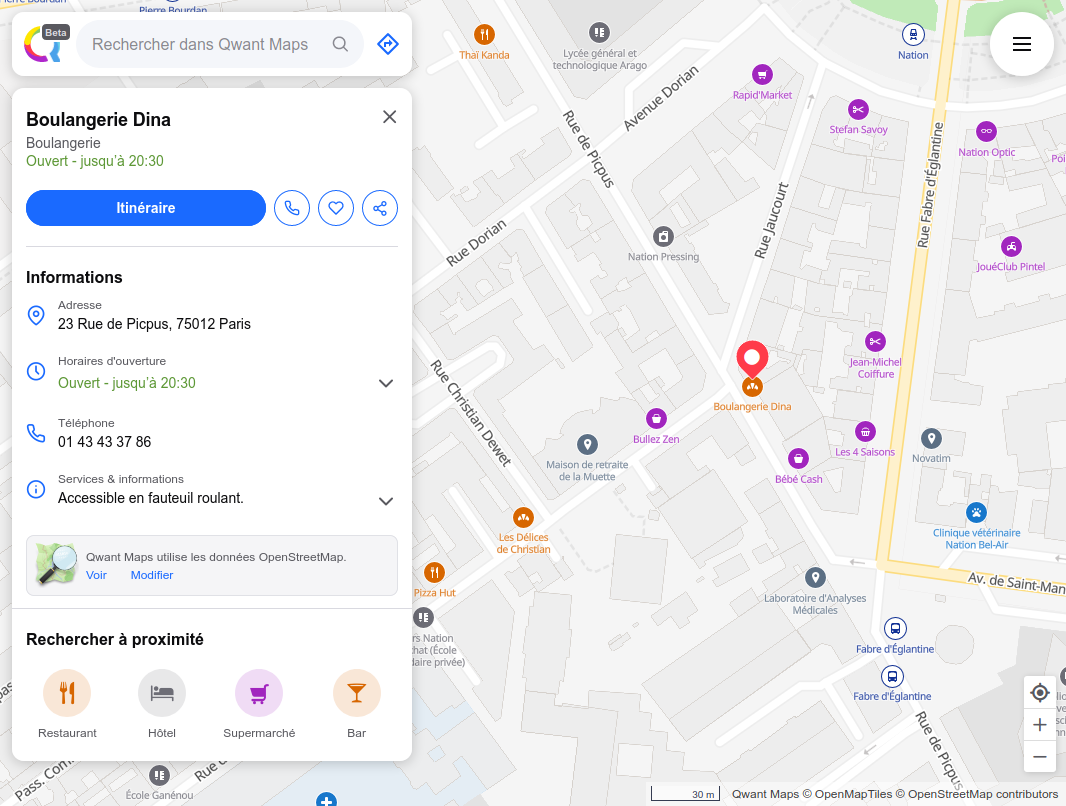 Pierre Bourdan
Beta
Rechercher dans Qwant Maps
Boulangerie Dina
Boulangerie
Ouvert - jusqu'à 20:30
Itinéraire
Informations
Adresse
23 Rue de Picpus, 75012 Paris
Horaires d'ouverture
Ouvert - jusqu'à 20:30
Téléphone
01 43 43 37 86
Services & informations
Accessible en fauteuil roulant.
Qwant Maps utilise les données OpenStreetMap.
Voir Modifier
Rechercher à proximité
Restaurant
Hôtel
Supermarché
Bar
Thaï Kanda
Lycée général et
technologique Arago
Nation
Rapid'Market
Avenue Dorian
Stefan Savoy
Nation Optic
Rue de Picpus
Rue Fabre d'Églantine
Rue Jaucourt
Rue Dorian
Nation Pressing
JouéClub Pintel
Jean-Michel
Coiffure
Rue Christian Dewet
Boulangerie Dina
Bullez Zen
Les 4 Saisons
Novatim
Maison de retraite
de la Muette
Bébé Cash
Les Délices
de Christian
Clinique vétérinaire
Nation Bel-Air
Pizza Hut
Av. de Saint-Man
Laboratoire d'Analyses
Médicales
rs Nation
hat (École
daire privée)
Fabre d'Églantine
Fabre d'Églantine
Rue de Picpus
Pass. Com
École Ganénou
Rue
30 m
Qwant Maps © OpenMapTiles © OpenStreetMap contributors